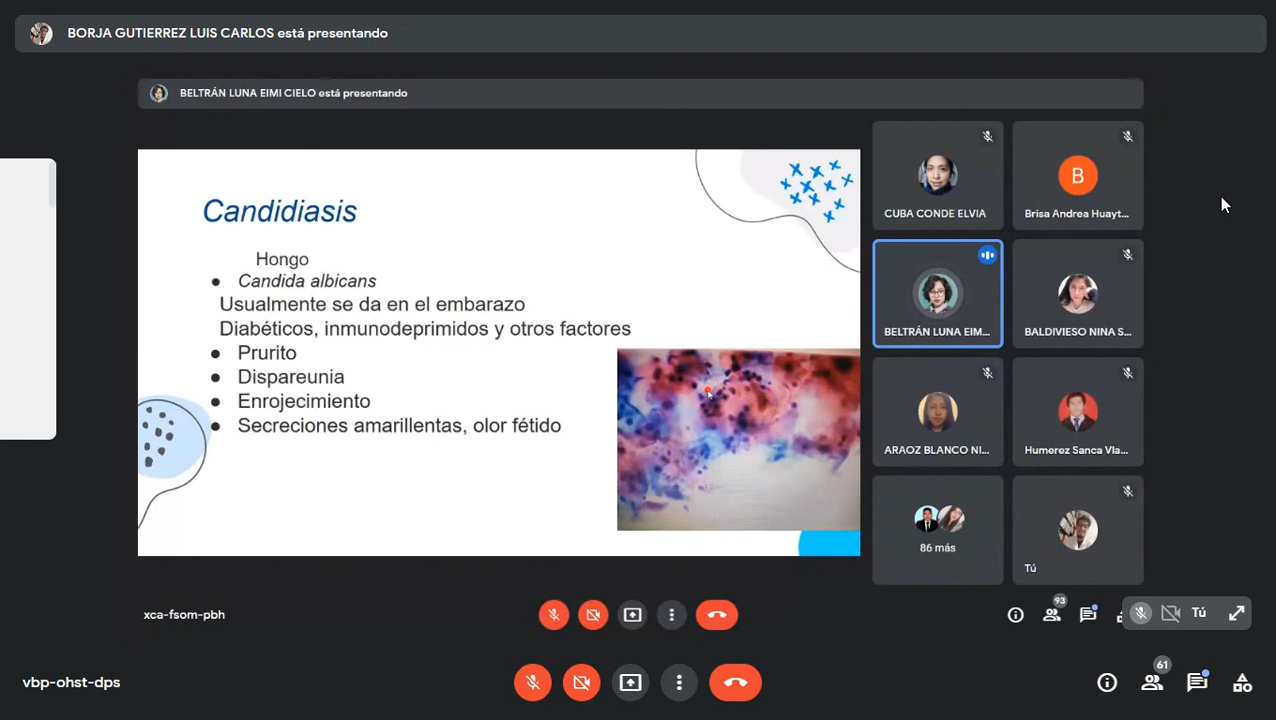 BORJA GUTIERREZ LUIS CARLOS está presentando
BELTRÁN LUNA EIMI CIELO está presentando
Candidiasis
Hongo
● Candida albicans
Usualmente se da en el embarazo
Diabéticos, inmunodeprimidos y otros factores
● Prurito
● Dispareunia
● Enrojecimiento
● Secreciones amarillentas, olor fétido
CUBA CONDE ELVIA
B
Brisa Andrea Huayt...
BELTRÁN LUNA EIM...
BALDIVIESO NINA S...
ARAOZ BLANCO NI...
Humerez Sanca Vla...
86 más
Tú
xca-fsom-pbh
93
Tú
vbp-ohst-dps
61